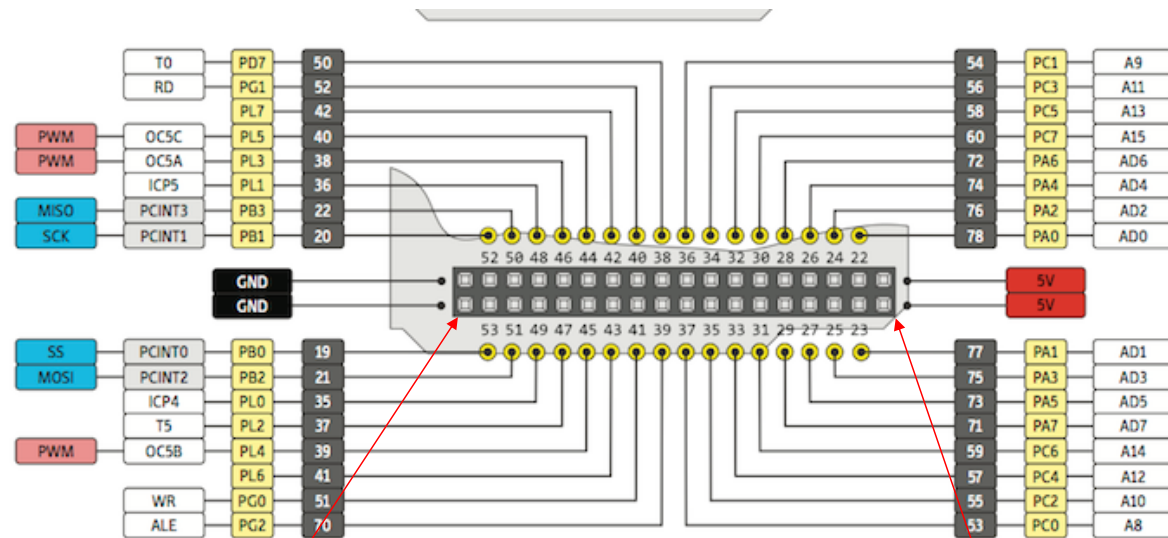 T0 PD7 50 54 PC1 A9
RD PG1 52 56 PC3 A11
PL7 42 58 PC5 A13
PWM OC5C PL5 40 60 PC7 A15
PWM OC5A PL3 38 72 PA6 AD6
ICP5 PL1 36 74 PA4 AD4
MISO PCINT3 PB3 22 76 PA2 AD2
SCK PCINT1 PB1 20 78 PA0 AD0
52 50 48 46 44 42 40 38 36 34 32 30 28 26 24 22
GND 5V
GND 5V
53 51 49 47 45 43 41 39 37 35 33 31 29 27 25 23
SS PCINT0 PB0 19 77 PA1 AD1
MOSI PCINT2 PB2 21 75 PA3 AD3
ICP4 PL0 35 73 PA5 AD5
T5 PL2 37 71 PA7 AD7
PWM OC5B PL4 39 59 PC6 A14
PL6 41 57 PC4 A12
WR PG0 51 55 PC2 A10
ALE PG2 70 53 PC0 A8